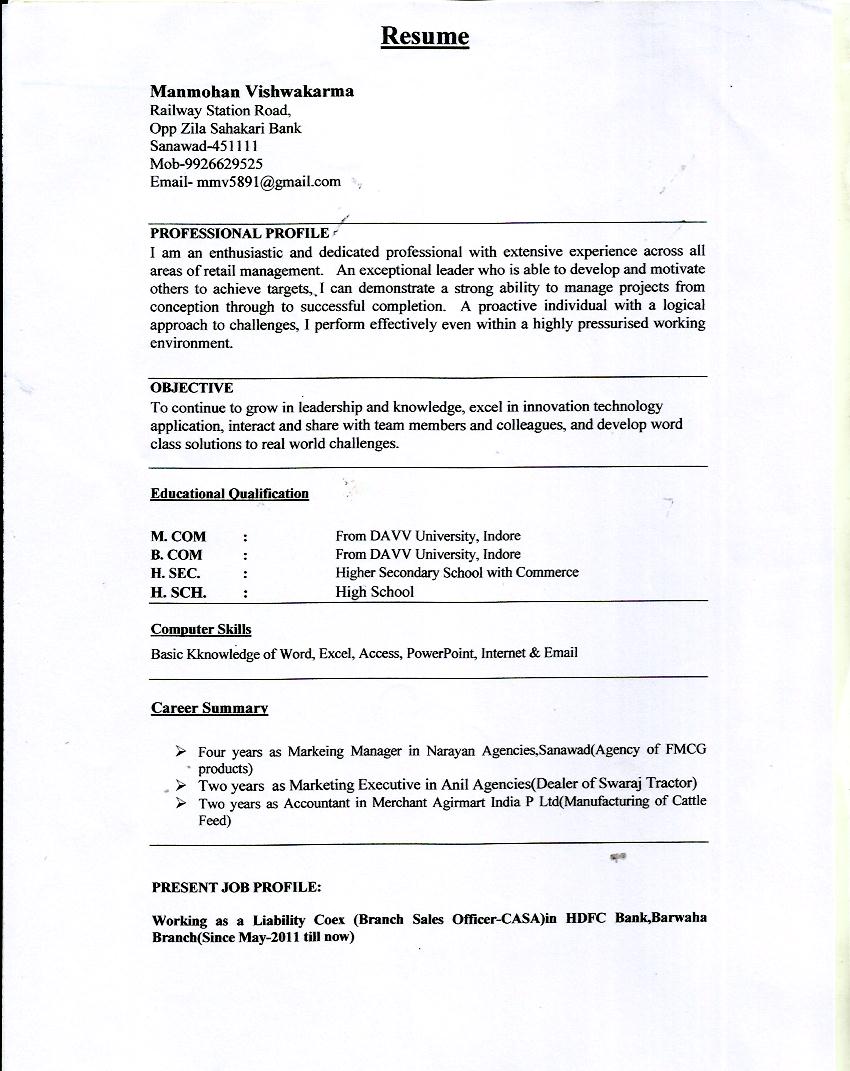 Resume
Manmohan Vishwakarma
Railway Station Road,
Opp Zila Sahakari Bank
Sanawad-451111
Mob-9926629525
Email- mmv5891@gmail.com
PROFESSIONAL PROFILE
I am an enthusiastic and dedicated professional with extensive experience across all
areas of retail management. An exceptional leader who is able to develop and motivate
others to achieve targets, I can demonstrate a strong ability to manage projects from
conception through to successful completion. A proactive individual with a logical
approach to challenges, I perform effectively even within a highly pressurised working
environment.
OBJECTIVE
To continue to grow in leadership and knowledge, excel in innovation technology
application, interact and share with team members and colleagues, and develop word
class solutions to real world challenges.
Educational Qualification
M. COM : From DAVV University, Indore
B. COM : From DAVV University, Indore
H. SEC. : Higher Secondary School with Commerce
H. SCH. : High School
Computer Skills
Basic Kknowledge of Word, Excel, Access, PowerPoint, Internet & Email
Career Summary
➢ Four years as Markeing Manager in Narayan Agencies,Sanawad(Agency of FMCG
products)
➢ Two years as Marketing Executive in Anil Agencies(Dealer of Swaraj Tractor)
➢ Two years as Accountant in Merchant Agirmart India P Ltd(Manufacturing of Cattle
Feed)
PRESENT JOB PROFILE:
Working as a Liability Coex (Branch Sales Officer-CASA)in HDFC Bank,Barwaha
Branch(Since May-2011 till now)